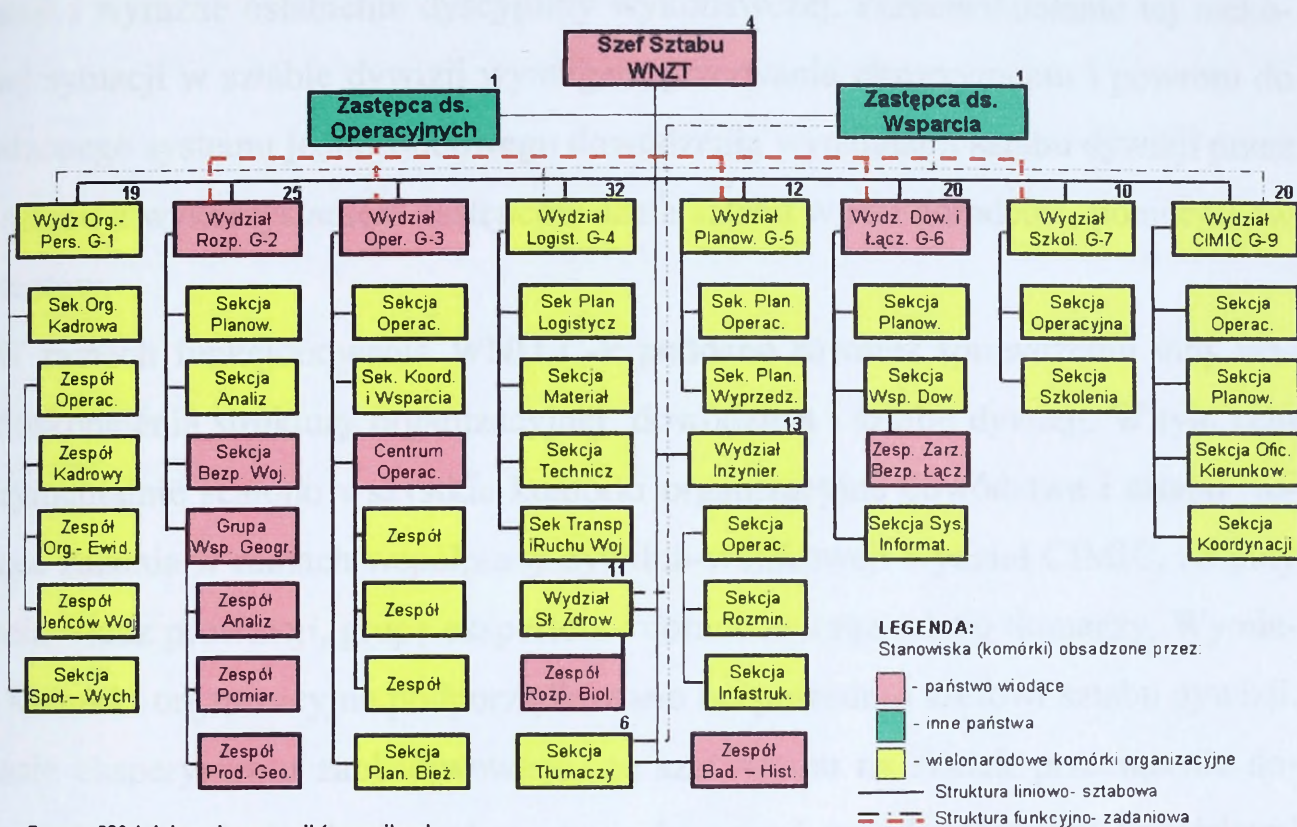 4
Szef Sztabu
WNZT
1
Zastępca ds.
Operacyjnych
1
Zastępca ds.
Wsparcia
19
Wydz Org.-
Pers. G-1
Sek. Org.
Kadrowa
Zespół
Operac.
Zespół
Kadrowy
Zespół
Org.- Ewid.
Zespół
Jeńców Woj
Sekcja
Społ – Wych.
25
Wydział
Rozp. G-2
Sekcja
Planow.
Sekcja
Analiz
Sekcja
Bezp. Woj.
Grupa
Wsp. Geogr.
Zespół
Analiz
Zespół
Pomiar.
Zespół
Prod. Geo.
Wydział
Oper. G-3
Sekcja
Operac.
Sek. Koord.
i Wsparcia
Centrum
Operac.
Zespół
Zespół
Zespół
Sekcja
Plan. Bież.
32
Wydział
Logist. G-4
Sek Plan
Logistycz
Sekcja
Materiał
Sekcja
Technicz
Sek Transp
iRuchu Woj
11
Wydział
Sł. Zdrow.
Zespół
Rozp. Biol.
6
Sekcja
Tłumaczy
12
Wydział
Planow. G-5
Sek. Plan.
Operac.
Sek. Plan.
Wyprzedz.
13
Wydział
Inżynier.
Sekcja
Operac.
Sekcja
Rozmin.
Sekcja
Infastruk.
Zespół
Bad. – Hist.
20
Wydz Dow. i
Łącz. G-6
Sekcja
Planow.
Sekcja
Wsp. Dow.
Zesp. Zarz.
Bezp. Łącz.
Sekcja Sys.
Informat.
10
Wydział
Szkol. G-7
Sekcja
Operacyjna
Sekcja
Szkolenia
20
Wydział
CIMIC G-9
Sekcja
Operac.
Sekcja
Planow.
Sekcja Ofic.
Kierunkow.
Sekcja
Koordynacji
LEGENDA:
Stanowiska (komórki) obsadzone przez:
- państwo wiodące
- inne państwa
- wielonarodowe komórki organizacyjne
Struktura liniowo- sztabowa
Struktura funkcyjno- zadaniowa